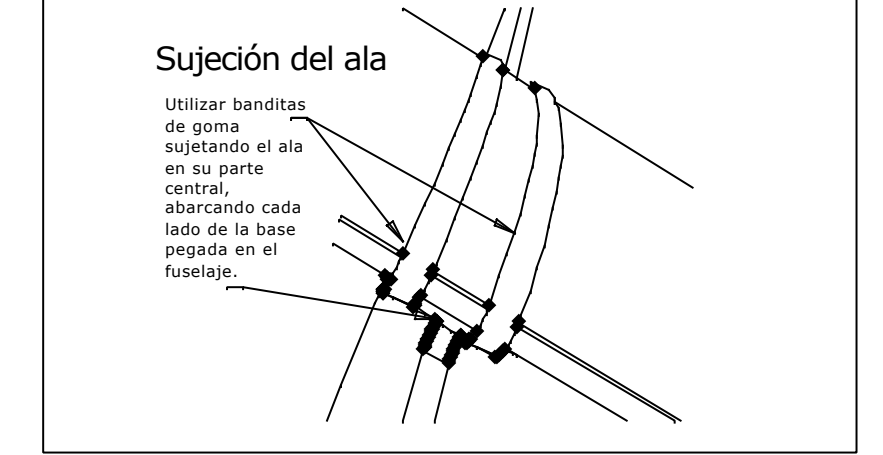 Sujeción del ala
Utilizar banditas
de goma
sujetando el ala
en su parte
central,
abarcando cada
lado de la base
pegada en el
fuselaje.